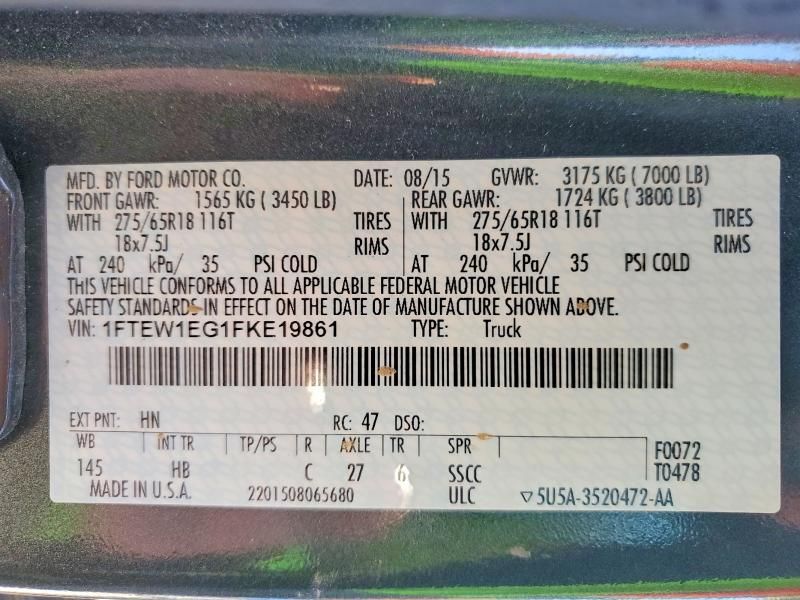 MFD. BY FORD MOTOR CO. DATE: 08/15 GVWR: 3175 KG ( 7000 LB)
FRONT GAWR: 1565 KG ( 3450 LB) REAR GAWR: 1724 KG ( 3800 LB)
WITH 275/65R18 116T TIRES WITH 275/65R18 116T TIRES
18x7.5J RIMS 18x7.5J RIMS
AT 240 kPa/ 35 PSI COLD AT 240 kPa/ 35 PSI COLD
THIS VEHICLE CONFORMS TO ALL APPLICABLE FEDERAL MOTOR VEHICLE
SAFETY STANDARDS IN EFFECT ON THE DATE OF MANUFACTURE SHOWN ABOVE.
VIN: 1FTEW1EG1FKE19861 TYPE: Truck
EXT PNT: HN RC: 47 DSO:
WB INT TR TP/PS R AXLE TR SPR F0072
145 HB C 27 6 SSCC T0478
MADE IN U.S.A. 2201508065680 ULC ▽5U5A-3520472-AA